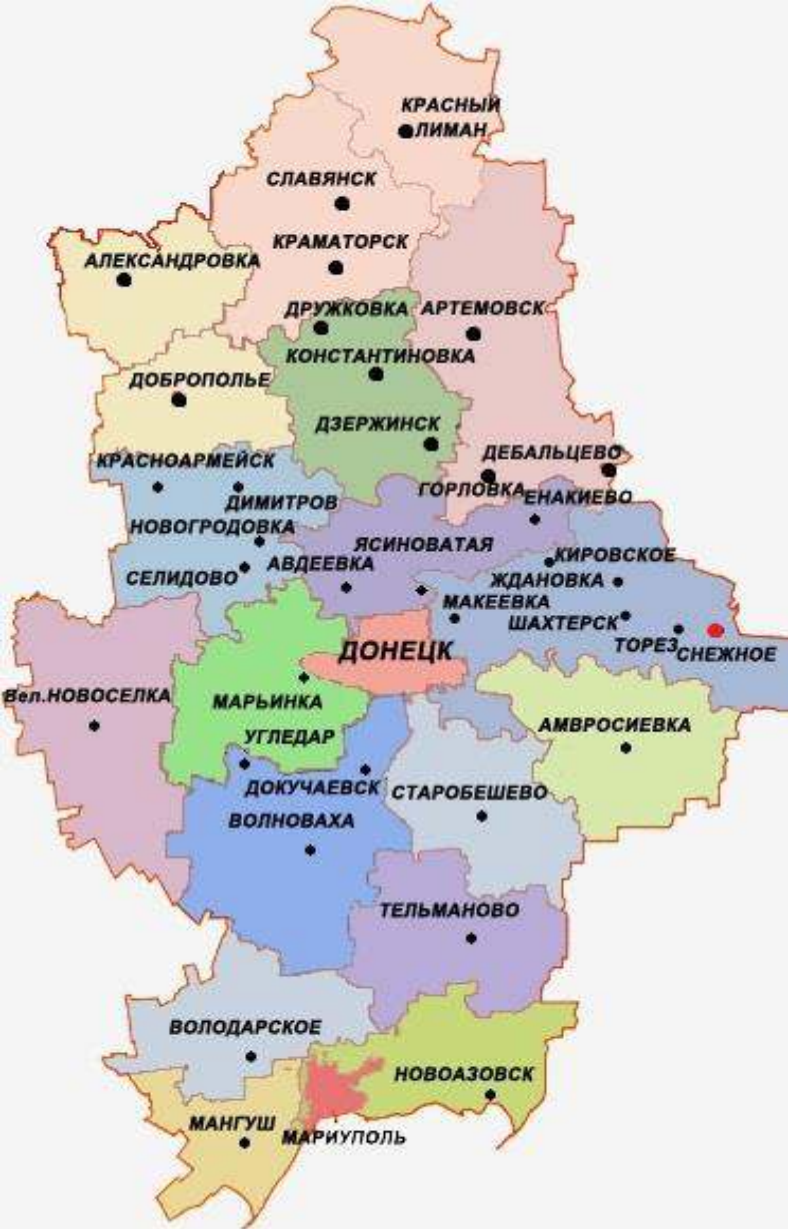 КРАСНЫЙ
ЛИМАН
СЛАВЯНСК
КРАМАТОРСК
АЛЕКСАНДРОВКА
ДРУЖКОВКА
АРТЕМОВСК
КОНСТАНТИНОВКА
ДОБРОПОЛЬЕ
ДЗЕРЖИНСК
ДЕБАЛЬЦЕВО
КРАСНОАРМЕЙСК
ГОРЛОВКА
ЕНАКИЕВО
ДИМИТРОВ
НОВОГРОДОВКА
ЯСИНОВАТАЯ
КИРОВСКОЕ
АВДЕЕВКА
СЕЛИДОВО
ЖДАНОВКА
МАКЕЕВКА
ШАХТЕРСК
ТОРЕЗ
СНЕЖНОЕ
ДОНЕЦК
Вел.НОВОСЕЛКА
МАРЬИНКА
АМВРОСИЕВКА
УГЛЕДАР
ДОКУЧАЕВСК
СТАРОБЕШЕВО
ВОЛНОВАХА
ТЕЛЬМАНОВО
ВОЛОДАРСКОЕ
НОВОАЗОВСК
МАНГУШ
МАРИУПОЛЬ